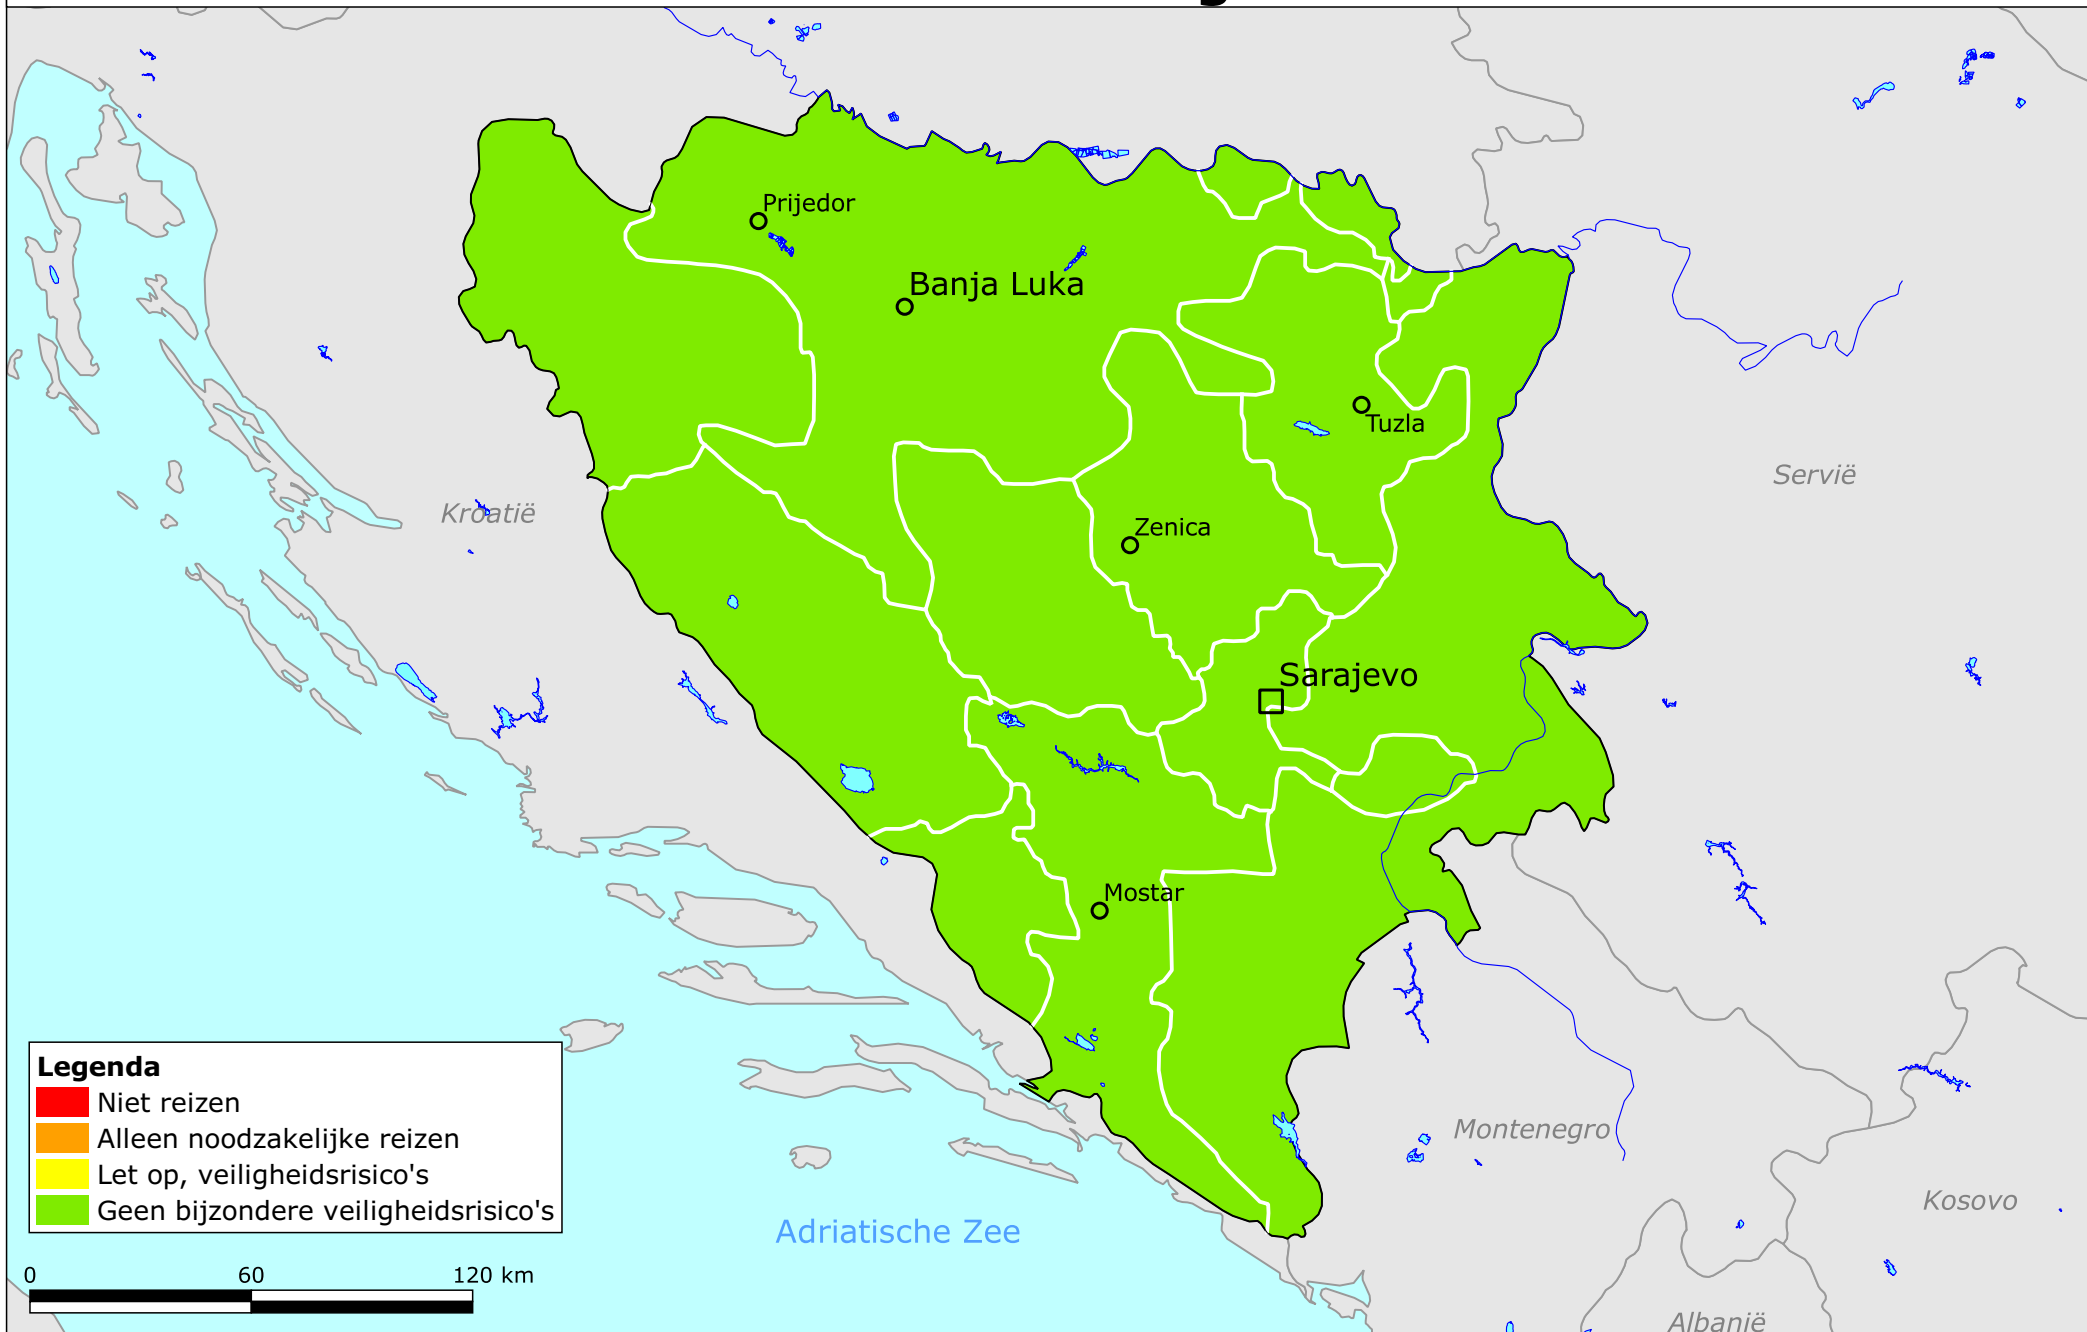 Prijedor
Banja Luka
Tuzla
Servië
Kroatië
Zenica
Sarajevo
Mostar
Legenda
Niet reizen
Alleen noodzakelijke reizen
Let op, veiligheidsrisico's
Geen bijzondere veiligheidsrisico's
Montenegro
Kosovo
Adriatische Zee
0 60 120 km
Albanië